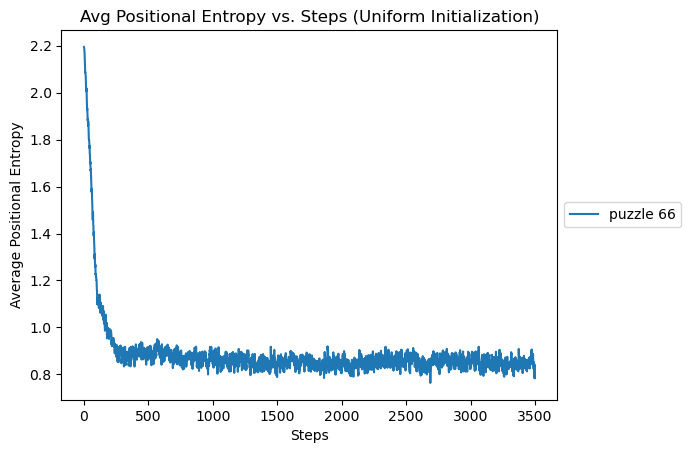 Avg Positional Entropy vs. Steps (Uniform Initialization)
2.2
2.0
1.8
1.6
1.4
1.2
1.0
0.8
Average Positional Entropy
puzzle 66
0 500 1000 1500 2000 2500 3000 3500
Steps